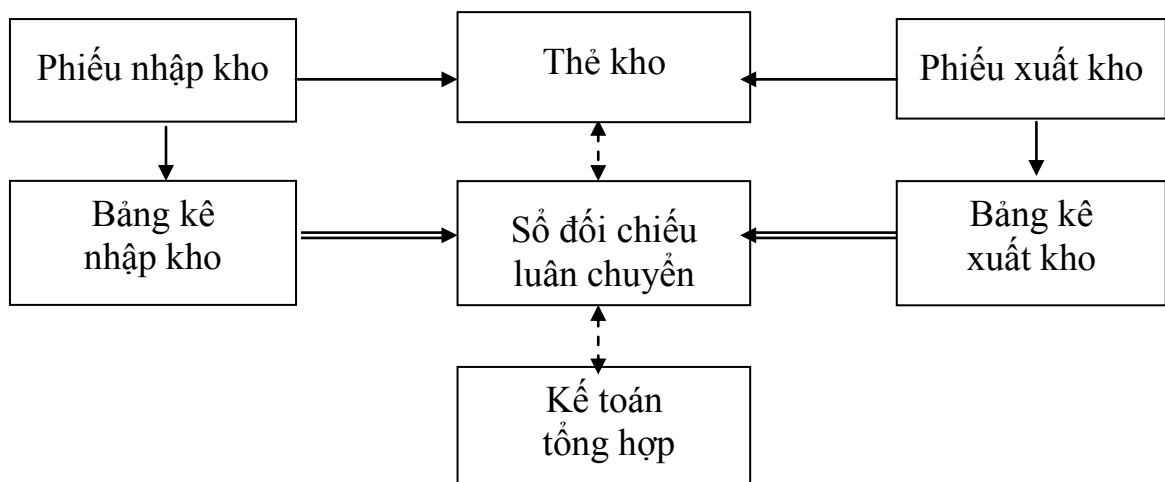 Phiếu nhập kho
Thẻ kho
Phiếu xuất kho
Bảng kê
nhập kho
Sổ đối chiếu
luân chuyển
Bảng kê
xuất kho
Kế toán
tổng hợp